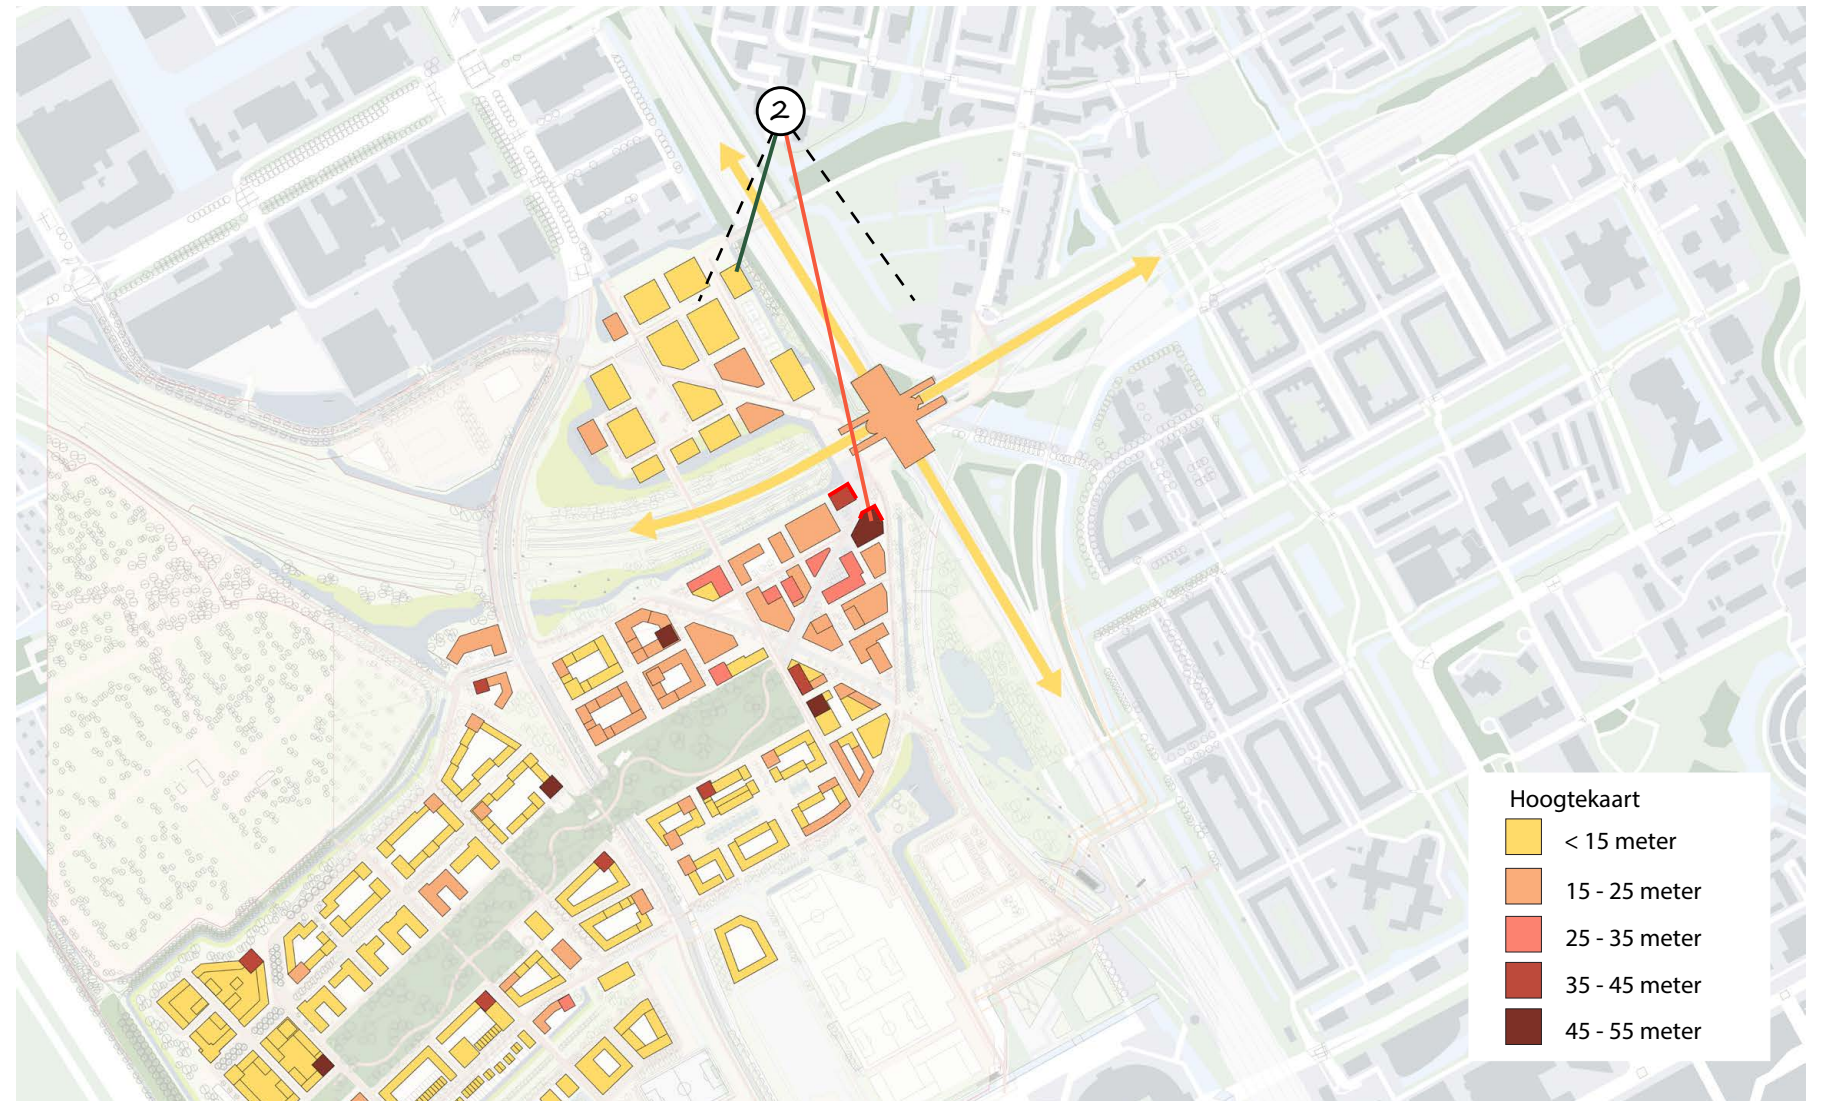 2
Hoogtekaart
< 15 meter
15 - 25 meter
25 - 35 meter
35 - 45 meter
45 - 55 meter